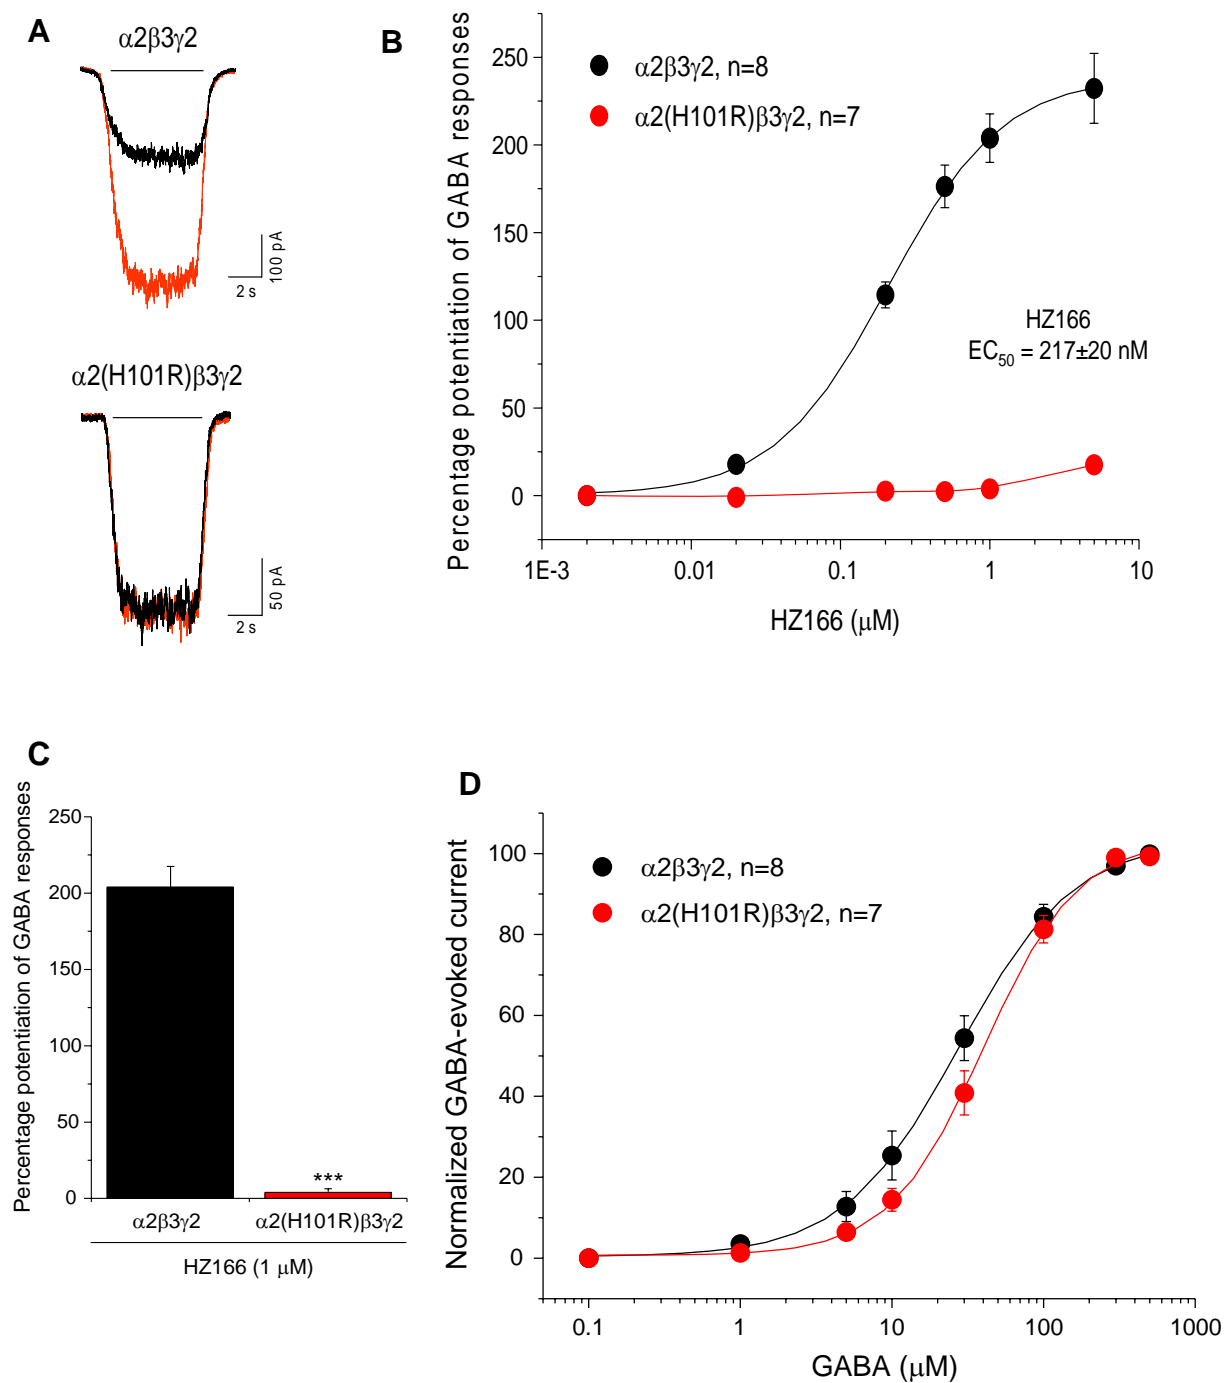 A
α2β3γ2
100 pA
2 s
α2(H101R)β3γ2
50 pA
2 s
B
Percentage potentiation of GABA responses
250
200
150
100
50
0
α2β3γ2, n=8
α2(H101R)β3γ2, n=7
HZ166
EC50 = 217±20 nM
1E-3
0.01
0.1
1
10
HZ166 (μM)
C
Percentage potentiation of GABA responses
250
200
150
100
50
0
***
α2β3γ2
α2(H101R)β3γ2
HZ166 (1 μM)
D
Normalized GABA-evoked current
100
80
60
40
20
0
α2β3γ2, n=8
α2(H101R)β3γ2, n=7
0.1
1
10
100
1000
GABA (μM)